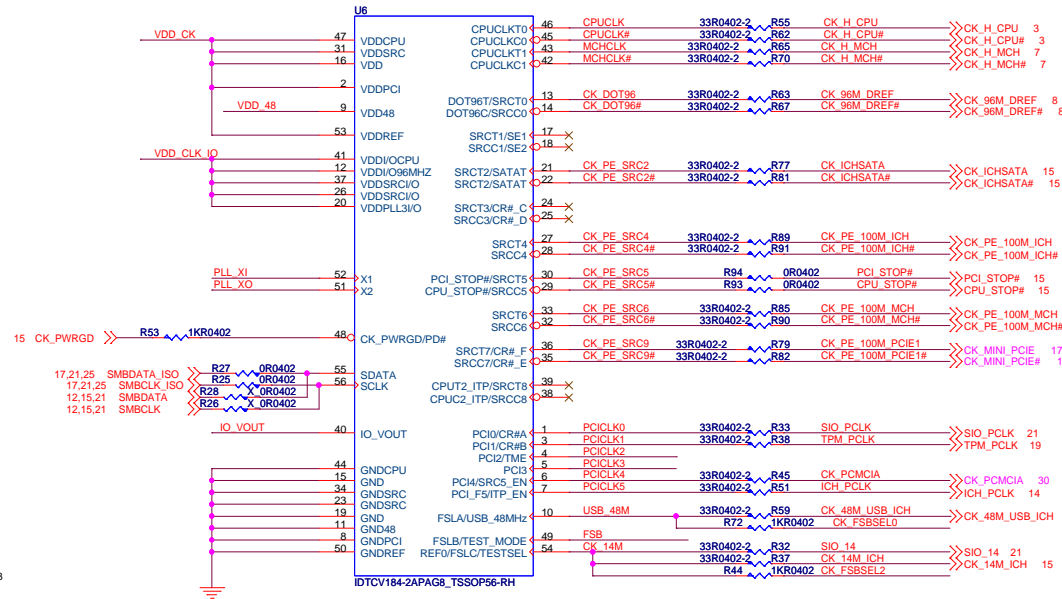 U6
VDD_CK 47 VDDCPU CPUCLKT0 46 CPUCLK 33R0402-2 R55 CK_H_CPU CK_H_CPU 3
31 VDDSRC CPUCLKC0 45 CPUCLK# 33R0402-2 R62 CK_H_CPU# CK_H_CPU# 3
16 VDD CPUCLKT1 43 MCHCLK 33R0402-2 R65 CK_H_MCH CK_H_MCH 7
CPUCLKC1 42 MCHCLK# 33R0402-2 R70 CK_H_MCH# CK_H_MCH# 7
2 VDDPCI
VDD_48 9 VDD48 DOT96T/SRCT0 13 CK_DOT96 33R0402-2 R63 CK_96M_DREF CK_96M_DREF 8
DOT96C/SRCC0 14 CK_DOT96# 33R0402-2 R67 CK_96M_DREF# CK_96M_DREF# 8
53 VDDREF SRCT1/SE1 17
SRCC1/SE2 18
VDD_CLK_IO 41 VDDI/OCPU
12 VDDI/O96MHZ SRCT2/SATAT 21 CK_PE_SRC2 33R0402-2 R77 CK_ICHSATA CK_ICHSATA 15
37 VDDSRCI/O SRCT2/SATAT 22 CK_PE_SRC2# 33R0402-2 R81 CK_ICHSATA# CK_ICHSATA# 15
26 VDDSRCI/O
20 VDDPLL3I/O SRCT3/CR#_C 24
SRCC3/CR#_D 25
SRCT4 27 CK_PE_SRC4 33R0402-2 R89 CK_PE_100M_ICH CK_PE_100M_ICH
SRCC4 28 CK_PE_SRC4# 33R0402-2 R91 CK_PE_100M_ICH# CK_PE_100M_ICH#
PLL_XI 52 X1 PCI_STOP#/SRCT5 30 CK_PE_SRC5 R94 0R0402 PCI_STOP# PCI_STOP# 15
PLL_XO 51 X2 CPU_STOP#/SRCC5 29 CK_PE_SRC5# R93 0R0402 CPU_STOP# CPU_STOP# 15
SRCT6 33 CK_PE_SRC6 33R0402-2 R85 CK_PE_100M_MCH CK_PE_100M_MCH
SRCC6 32 CK_PE_SRC6# 33R0402-2 R90 CK_PE_100M_MCH# CK_PE_100M_MCH#
15 CK_PWRGD R53 1KR0402 48 CK_PWRGD/PD#
SRCT7/CR#_F 36 CK_PE_SRC9 33R0402-2 R79 CK_PE_100M_PCIE1 CK_MINI_PCIE 17
SRCC7/CR#_E 35 CK_PE_SRC9# 33R0402-2 R82 CK_PE_100M_PCIE1# CK_MINI_PCIE# 1
17,21,25 SMBDATA_ISO R27 0R0402 55 SDATA
17,21,25 SMBCLK_ISO R25 0R0402 56 SCLK CPUT2_ITP/SRCT8 39
12,15,21 SMBDATA R28 X_0R0402 CPUC2_ITP/SRCC8 38
12,15,21 SMBCLK R26 X_0R0402
IO_VOUT 40 IO_VOUT PCI0/CR#A 1 PCICLK0 33R0402-2 R33 SIO_PCLK SIO_PCLK 21
PCI1/CR#B 3 PCICLK1 33R0402-2 R38 TPM_PCLK TPM_PCLK 19
PCI2/TME 4 PCICLK2
44 GNDCPU PCI3 5 PCICLK3
15 GND PCI4/SRC5_EN 6 PCICLK4 33R0402-2 R45 CK_PCMCIA CK_PCMCIA 30
34 GNDSRC PCI_F5/ITP_EN 7 PCICLK5 33R0402-2 R51 ICH_PCLK ICH_PCLK 14
23 GNDSRC
19 GND FSLA/USB_48MHz 10 USB_48M 33R0402-2 R59 CK_48M_USB_ICH CK_48M_USB_ICH
11 GND48 R72 1KR0402 CK_FSBSEL0
8 GNDPCI FSLB/TEST_MODE 49 FSB
50 GNDREF REF0/FSLC/TESTSEL 54 CK_14M 33R0402-2 R32 SIO_14 SIO_14 21
33R0402-2 R37 CK_14M_ICH CK_14M_ICH 15
R44 1KR0402 CK_FSBSEL2
IDTCV184-2APAG8_TSSOP56-RH